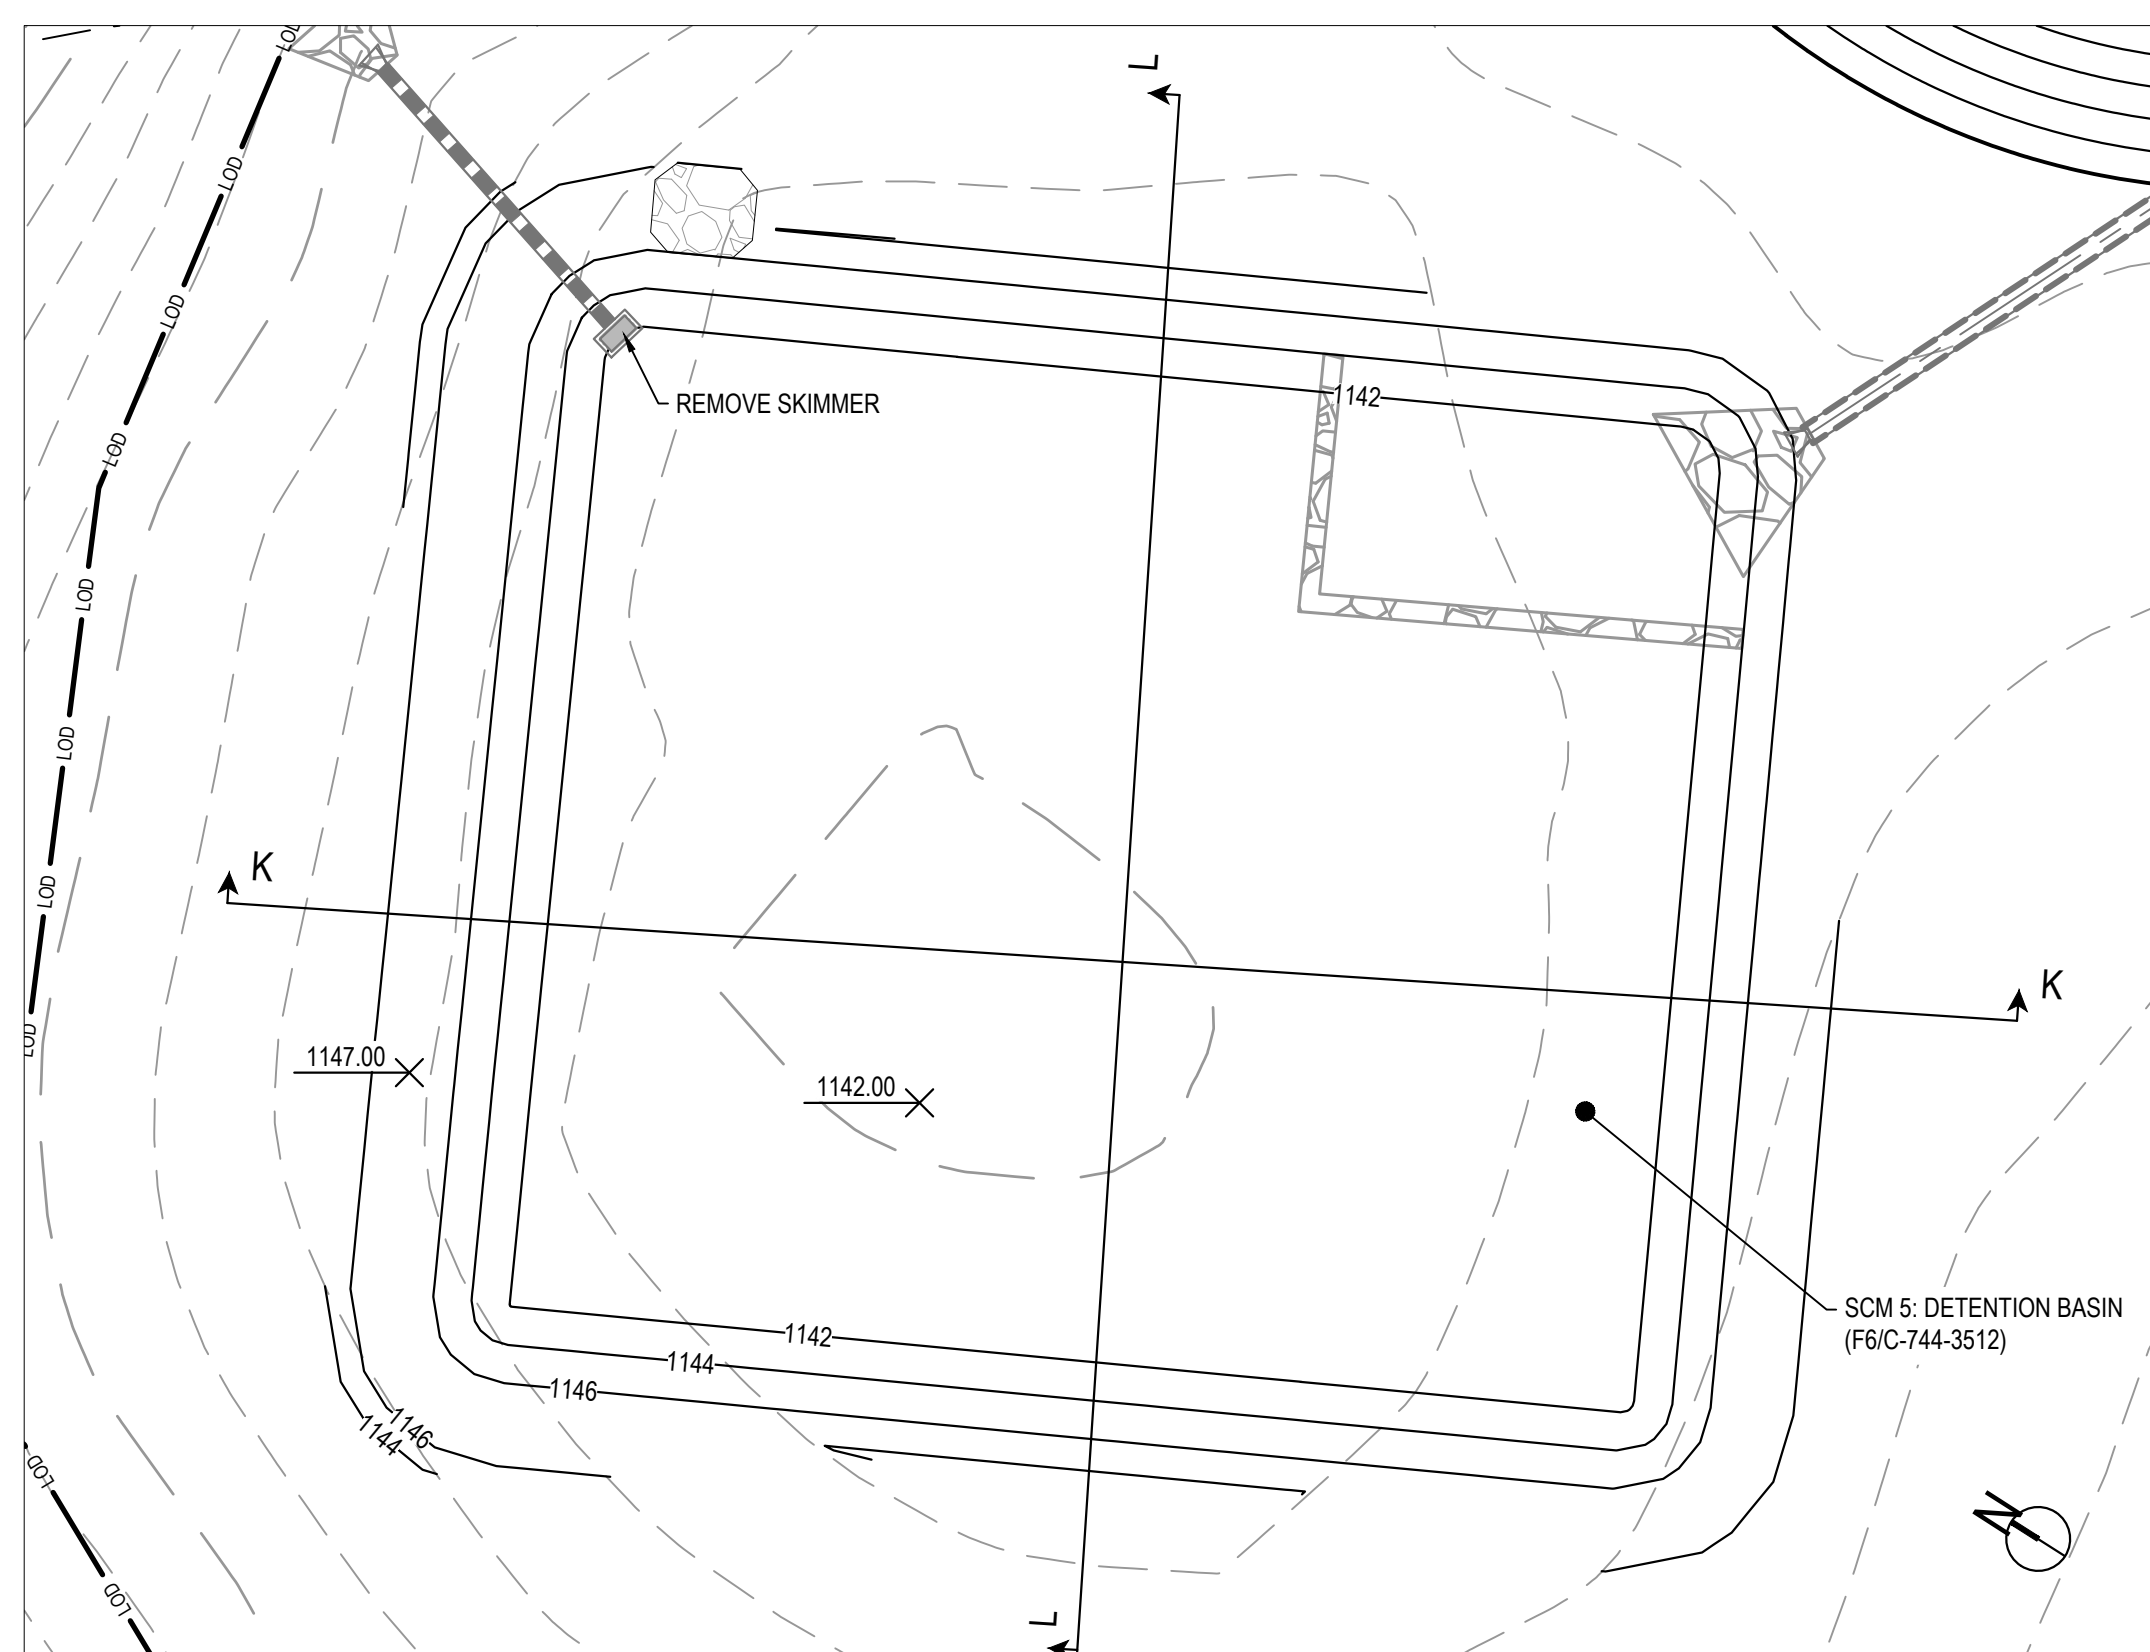 LOD
L
LOD
LOD
1142
REMOVE SKIMMER
LOD
LOD
LOD
K
LOD
K
LOD
1147.00
1142.00
SCM 5: DETENTION BASIN
(F6/C-744-3512)
1142
1144
1146
1146
1144
LOD
N
LOD
L